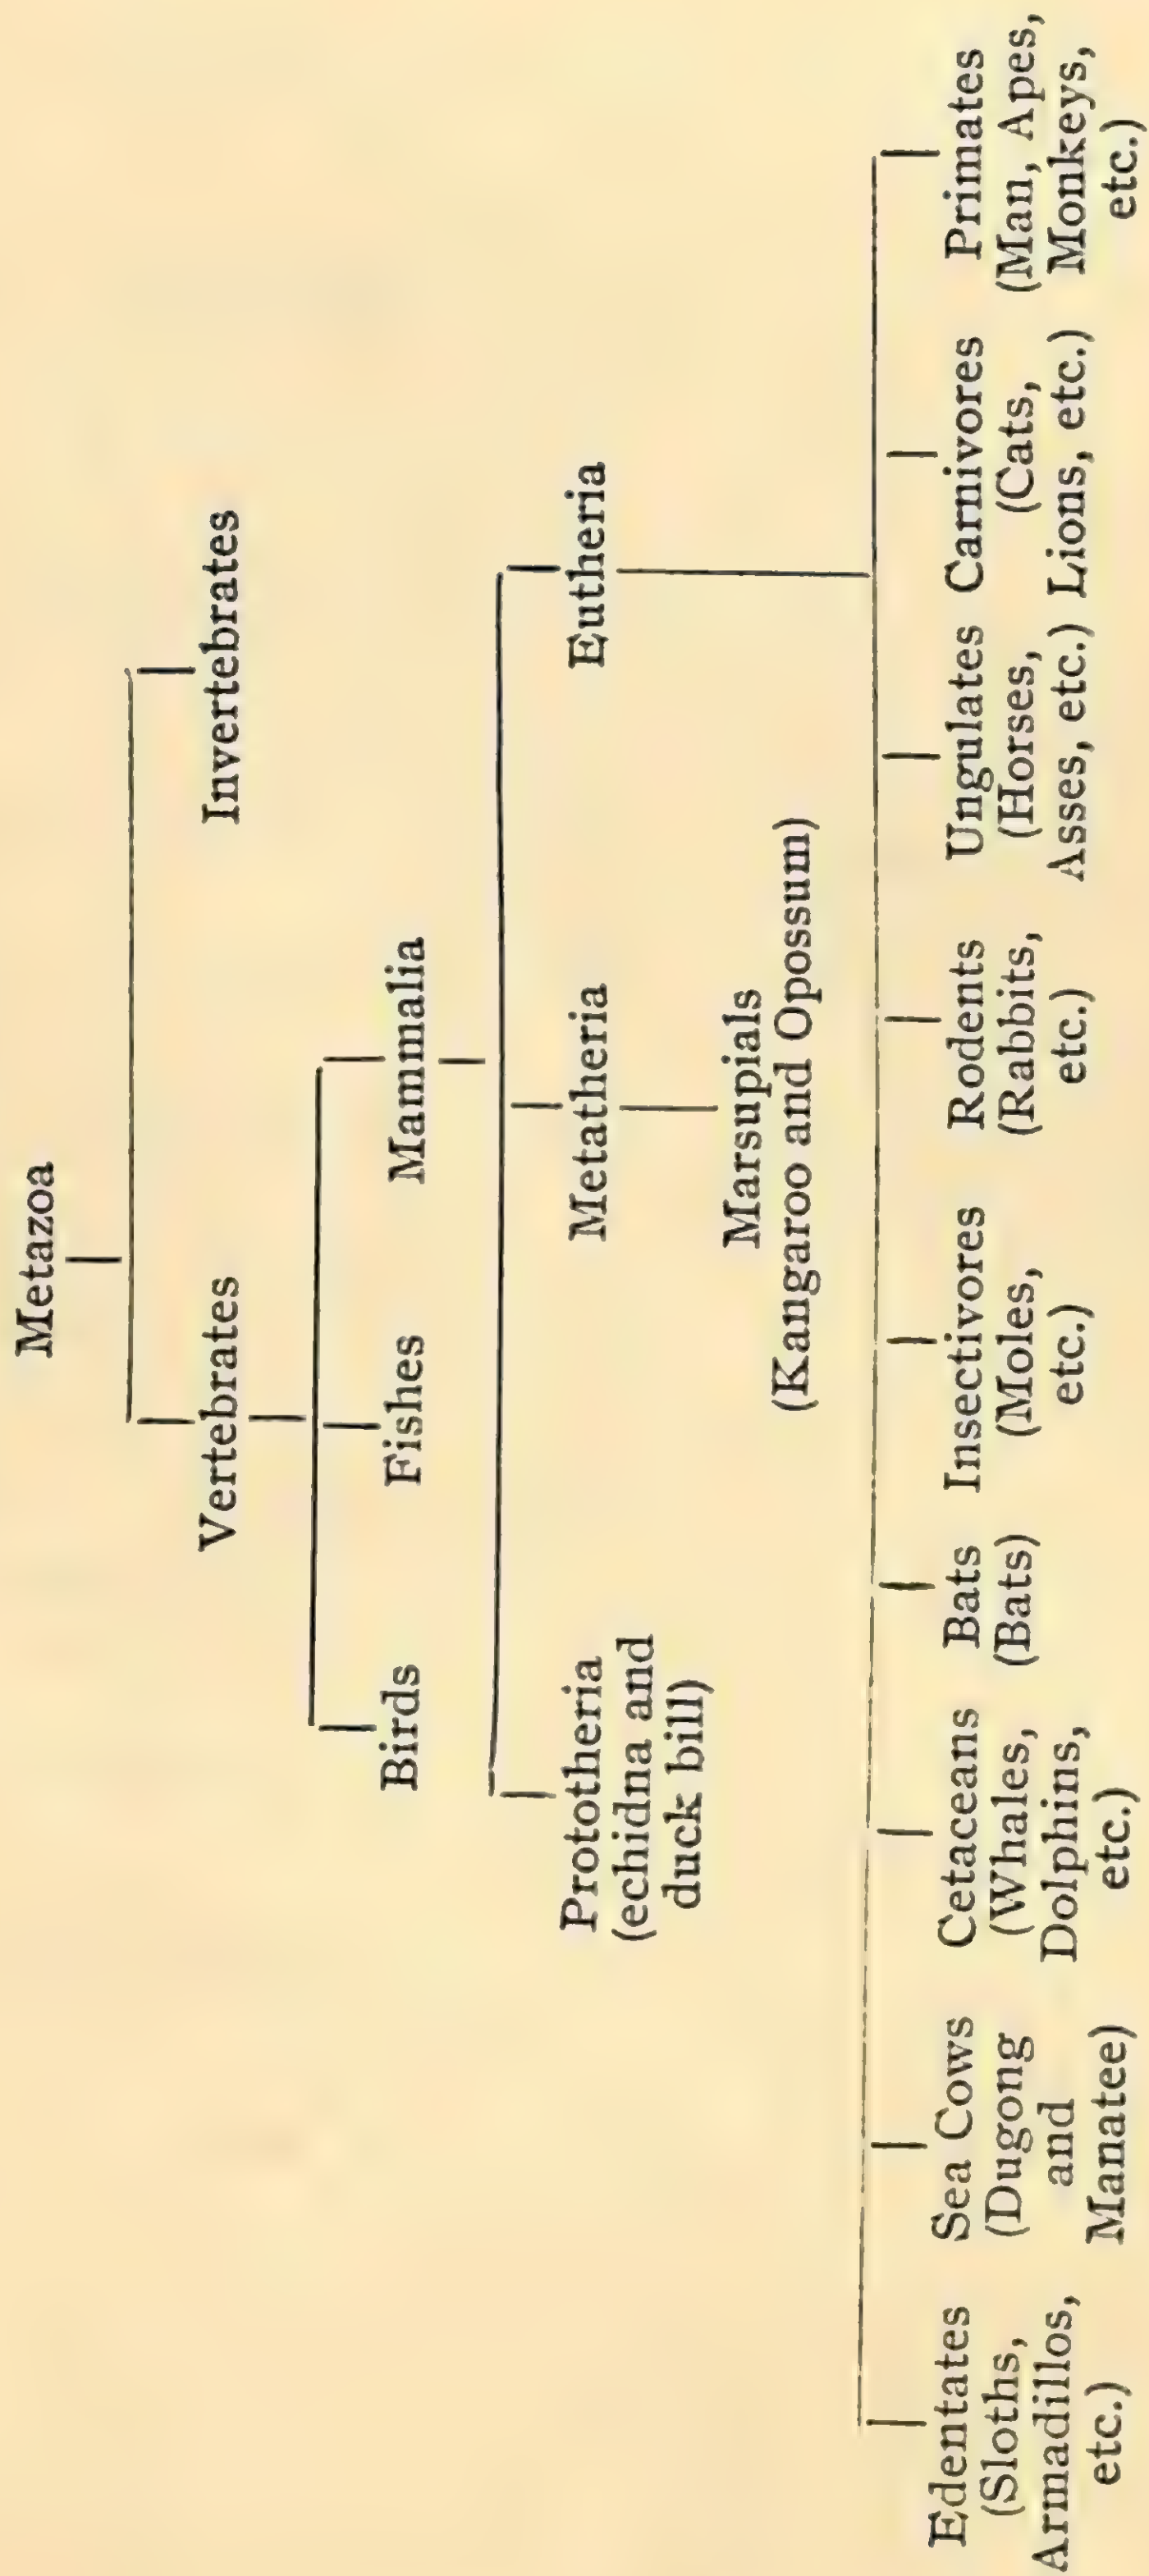 Metazoa
Vertebrates
Invertebrates
Birds
Fishes
Mammalia
Prototheria
(echidna and
duck bill)
Metatheria
Eutheria
Marsupials
(Kangaroo and Opossum)
Edentates
(Sloths,
Armadillos,
etc.)
Sea Cows
(Dugong
and
Manatee)
Cetaceans
(Whales,
Dolphins,
etc.)
Bats
(Bats)
Insectivores
(Moles,
etc.)
Rodents
(Rabbits,
etc.)
Ungulates
(Horses,
Asses, etc.)
Carnivores
(Cats,
Lions, etc.)
Primates
(Man, Apes,
Monkeys,
etc.)